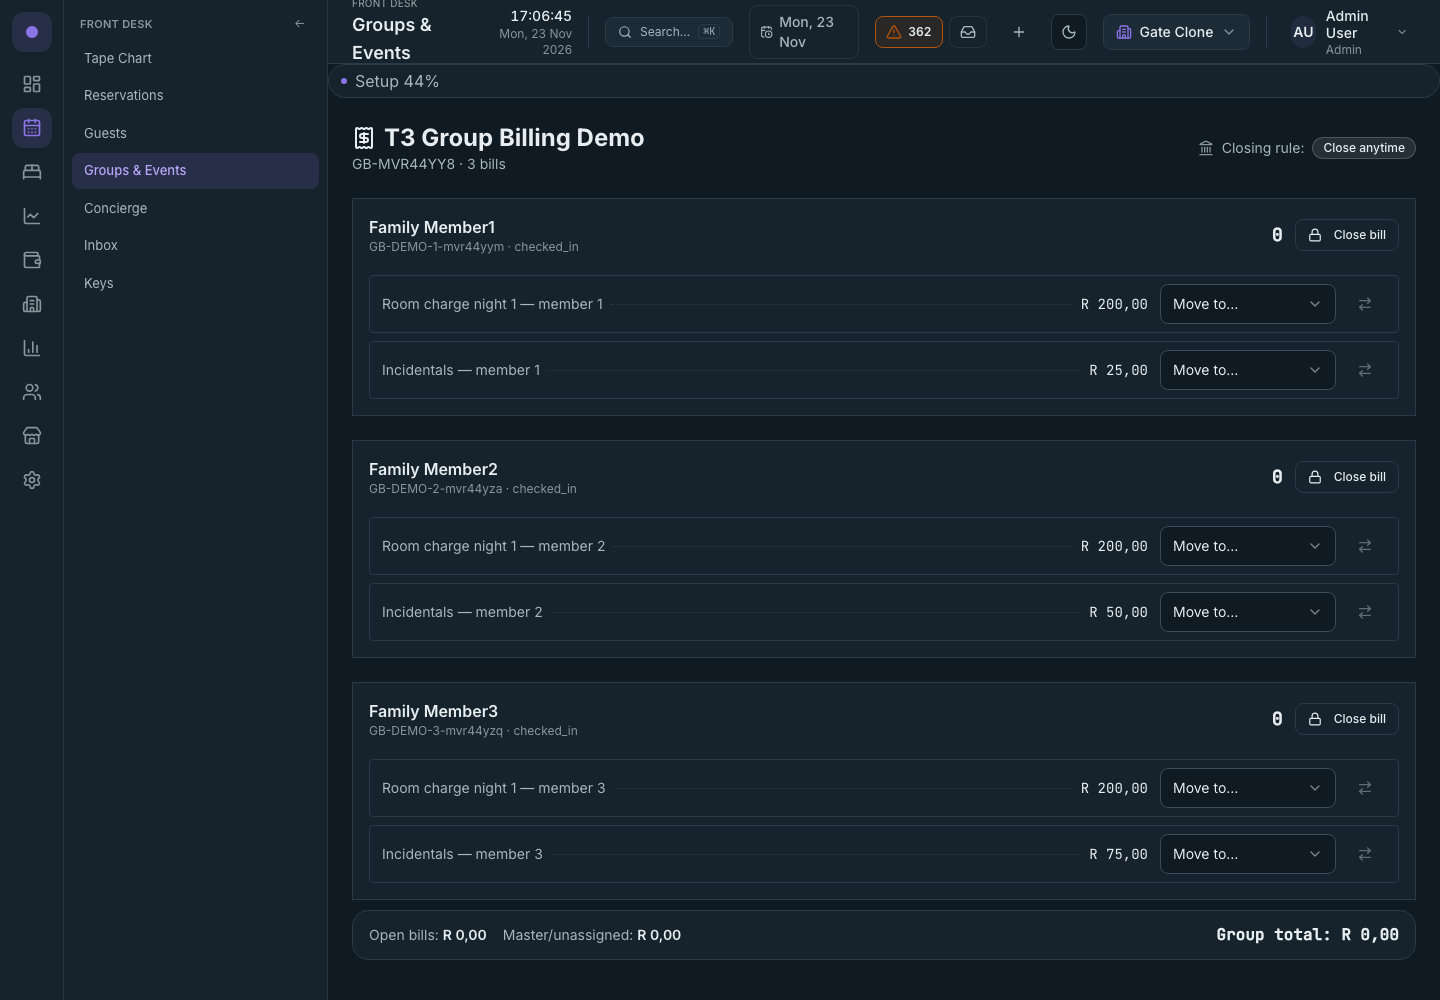 FRONT DESK
←
Tape Chart
Reservations
Guests
Groups & Events
Concierge
Inbox
Keys
FRONT DESK
Groups &
Events
17:06:45
Mon, 23 Nov
2026
Search... ⌘K
Mon, 23
Nov
362
Gate Clone
AU
Admin
User
Admin
Setup 44%
T3 Group Billing Demo
GB-MVR44YY8 · 3 bills
Closing rule: Close anytime
Family Member1
GB-DEMO-1-mvr44yym · checked_in
0 Close bill
Room charge night 1 — member 1 R 200,00 Move to...
Incidentals — member 1 R 25,00 Move to...
Family Member2
GB-DEMO-2-mvr44yza · checked_in
0 Close bill
Room charge night 1 — member 2 R 200,00 Move to...
Incidentals — member 2 R 50,00 Move to...
Family Member3
GB-DEMO-3-mvr44yzq · checked_in
0 Close bill
Room charge night 1 — member 3 R 200,00 Move to...
Incidentals — member 3 R 75,00 Move to...
Open bills: R 0,00 Master/unassigned: R 0,00 Group total: R 0,00